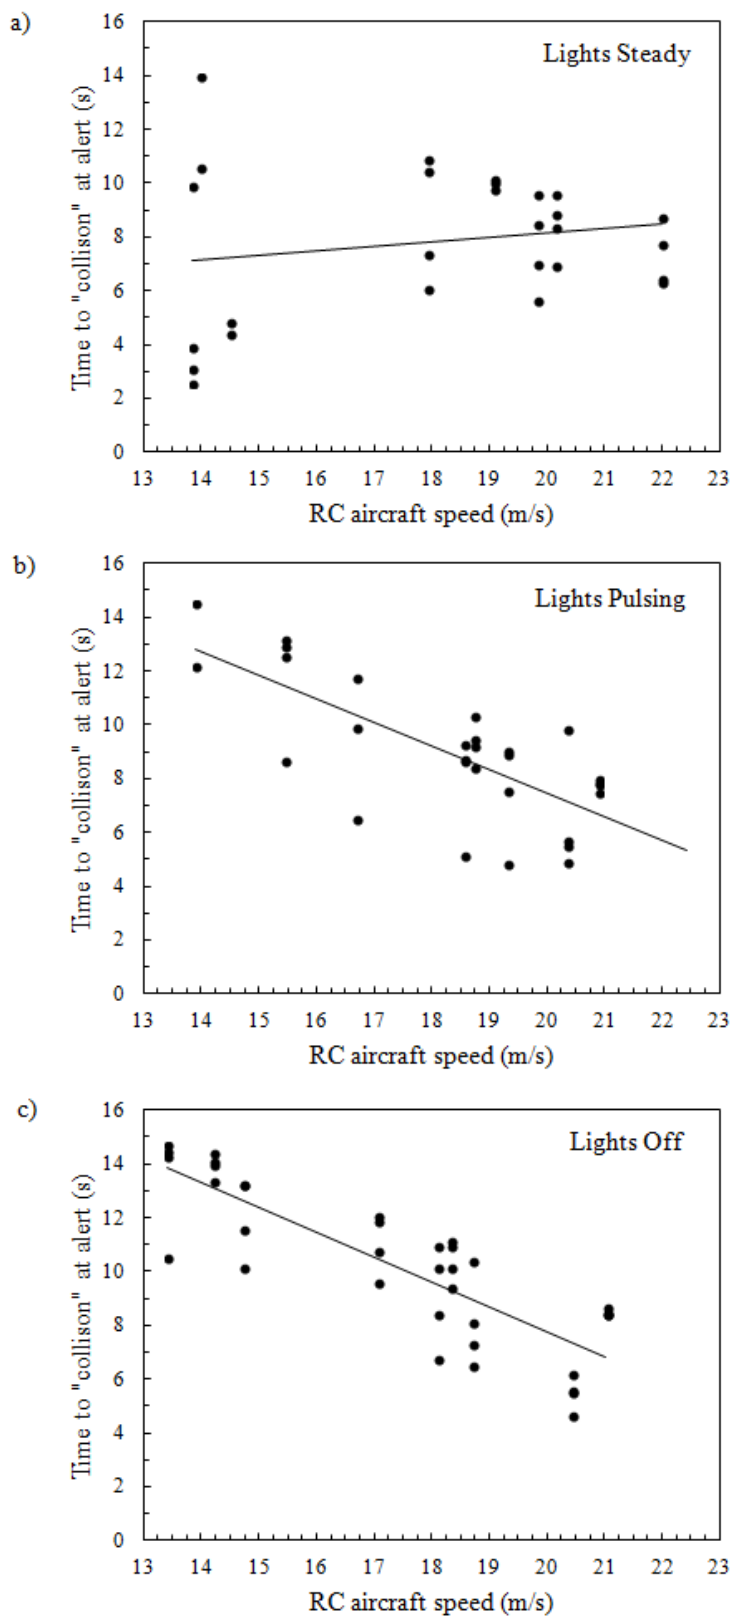 a)
Lights Steady
Time to "collison" at alert (s)
16
14
12
10
8
6
4
2
0
13 14 15 16 17 18 19 20 21 22 23
RC aircraft speed (m/s)
b)
Lights Pulsing
Time to "collison" at alert (s)
16
14
12
10
8
6
4
2
0
13 14 15 16 17 18 19 20 21 22 23
RC aircraft speed (m/s)
c)
Lights Off
Time to "collison" at alert (s)
16
14
12
10
8
6
4
2
0
13 14 15 16 17 18 19 20 21 22 23
RC aircraft speed (m/s)